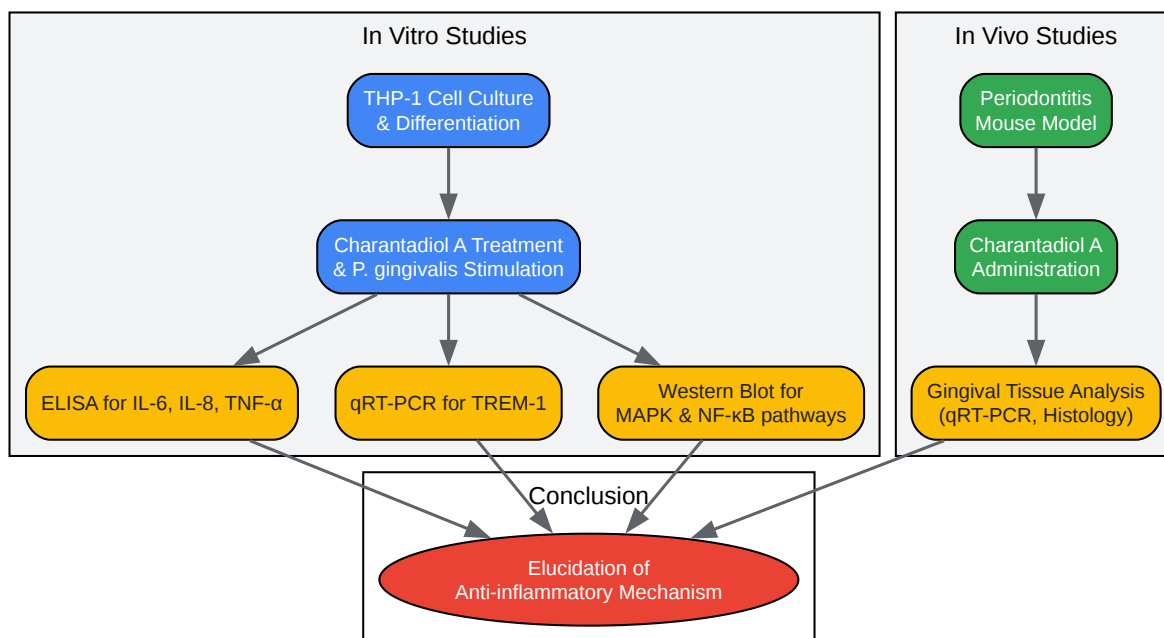 In Vitro Studies
In Vivo Studies
THP-1 Cell Culture
& Differentiation
Periodontitis
Mouse Model
Charantadiol A Treatment
& P. gingivalis Stimulation
Charantadiol A
Administration
ELISA for IL-6, IL-8, TNF-α
qRT-PCR for TREM-1
Western Blot for
MAPK & NF-κB pathways
Gingival Tissue Analysis
(qRT-PCR, Histology)
Conclusion
Elucidation of
Anti-inflammatory Mechanism